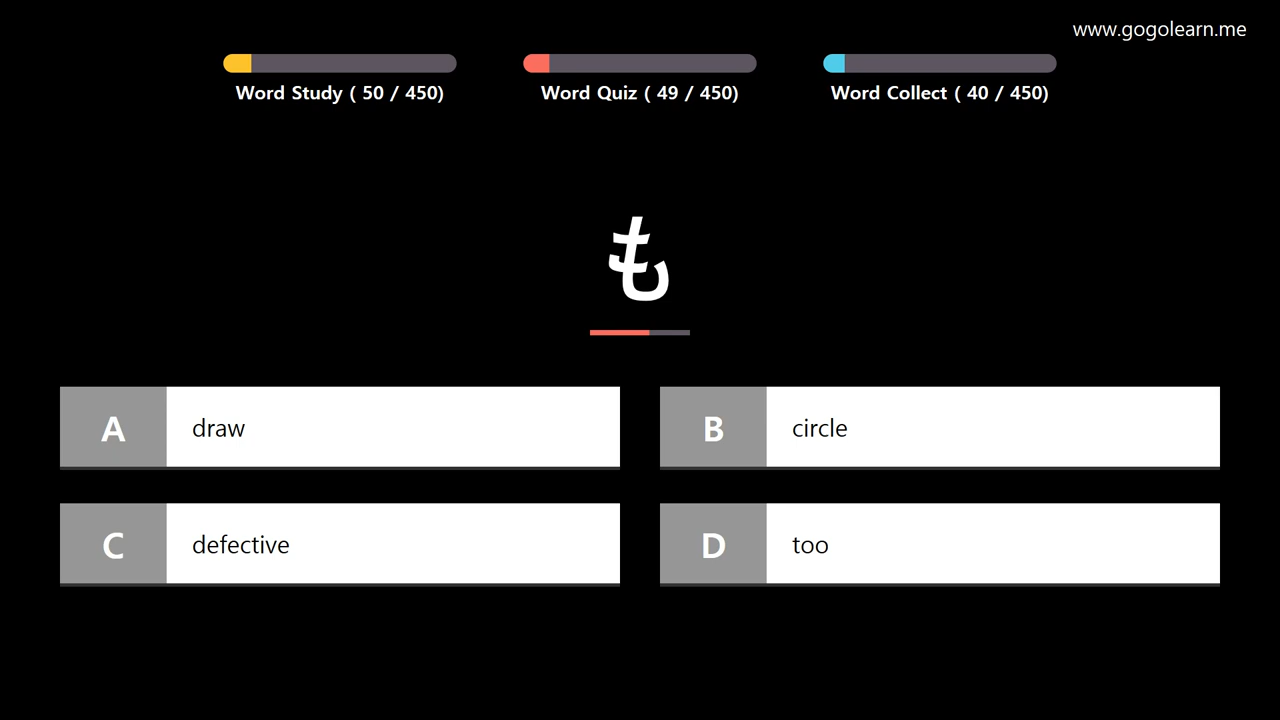 www.gogolearn.me
Word Study ( 50 / 450)
Word Quiz ( 49 / 450)
Word Collect ( 40 / 450)
も
A draw
B circle
C defective
D too